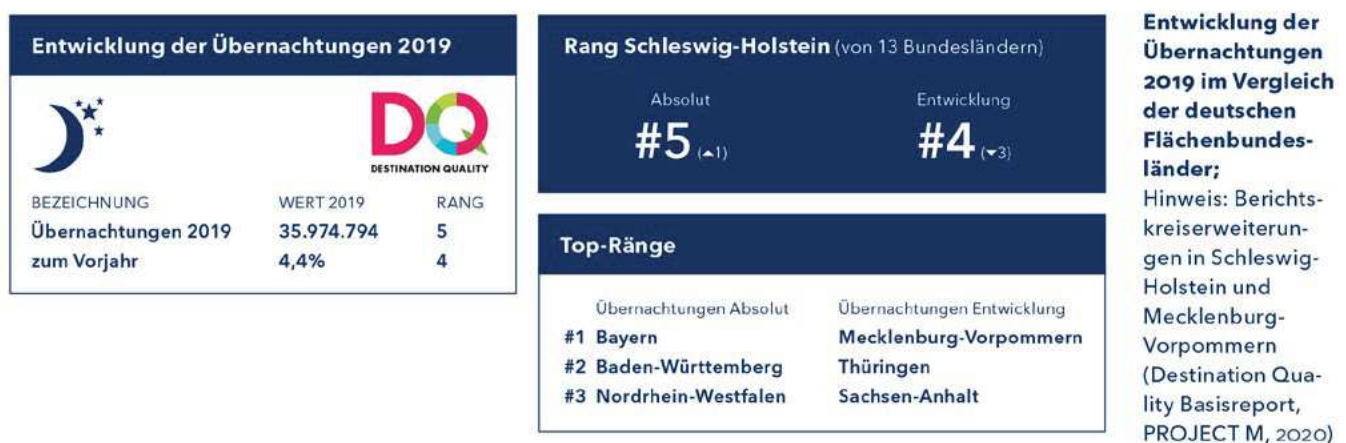 Entwicklung der Übernachtungen 2019
DQ
DESTINATION QUALITY
BEZEICHNUNG WERT 2019 RANG
Übernachtungen 2019 35.974.794 5
zum Vorjahr 4,4% 4
Rang Schleswig-Holstein (von 13 Bundesländern)
Absolut Entwicklung
#5 (▲1) #4 (▼3)
Top-Ränge
Übernachtungen Absolut Übernachtungen Entwicklung
#1 Bayern Mecklenburg-Vorpommern
#2 Baden-Württemberg Thüringen
#3 Nordrhein-Westfalen Sachsen-Anhalt
Entwicklung der
Übernachtungen
2019 im Vergleich
der deutschen
Flächenbundes-
länder;
Hinweis: Berichts-
kreiserweiterun-
gen in Schleswig-
Holstein und
Mecklenburg-
Vorpommern
(Destination Qua-
lity Basisreport,
PROJECT M, 2020)